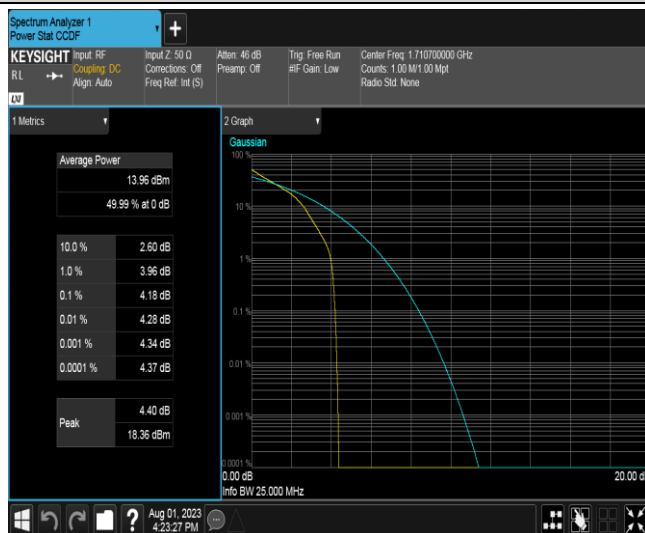 Spectrum Analyzer 1
Power Stat CCDF
+
KEYSIGHT
RL
LXI
Input: RF
Coupling: DC
Align: Auto
Input Z: 50 Ω
Corrections: Off
Freq Ref: Int (S)
Atten: 46 dB
Preamp: Off
Trig: Free Run
#IF Gain: Low
Center Freq: 1.710700000 GHz
Counts: 1.00 M/1.00 Mpt
Radio Std: None
1 Metrics
Average Power
13.96 dBm
49.99 % at 0 dB
10.0 % 2.60 dB
1.0 % 3.96 dB
0.1 % 4.18 dB
0.01 % 4.28 dB
0.001 % 4.34 dB
0.0001 % 4.37 dB
Peak
4.40 dB
18.36 dBm
2 Graph
Gaussian
100 %
10 %
1 %
0.1 %
0.01 %
0.001 %
0.0001 %
0.00 dB
20.00 d
Info BW 25.000 MHz
?
Aug 01, 2023
4:23:27 PM